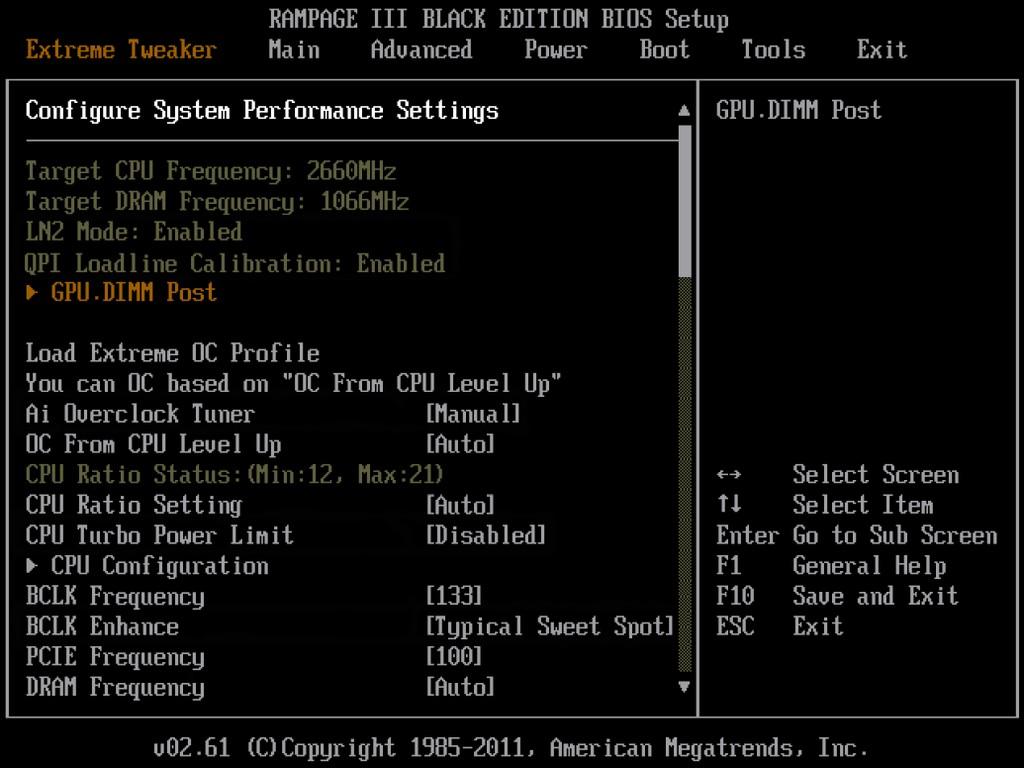 RAMPAGE III BLACK EDITION BIOS Setup
Extreme Tweaker Main Advanced Power Boot Tools Exit
Configure System Performance Settings
Target CPU Frequency: 2660MHz
Target DRAM Frequency: 1066MHz
LN2 Mode: Enabled
QPI Loadline Calibration: Enabled
GPU.DIMM Post
Load Extreme OC Profile
You can OC based on "OC From CPU Level Up"
Ai Overclock Tuner [Manual]
OC From CPU Level Up [Auto]
CPU Ratio Status:(Min:12, Max:21)
CPU Ratio Setting [Auto]
CPU Turbo Power Limit [Disabled]
CPU Configuration
BCLK Frequency [133]
BCLK Enhance [Typical Sweet Spot]
PCIE Frequency [100]
DRAM Frequency [Auto]
GPU.DIMM Post
↔ Select Screen
↑↓ Select Item
Enter Go to Sub Screen
F1 General Help
F10 Save and Exit
ESC Exit
v02.61 (C)Copyright 1985-2011, American Megatrends, Inc.